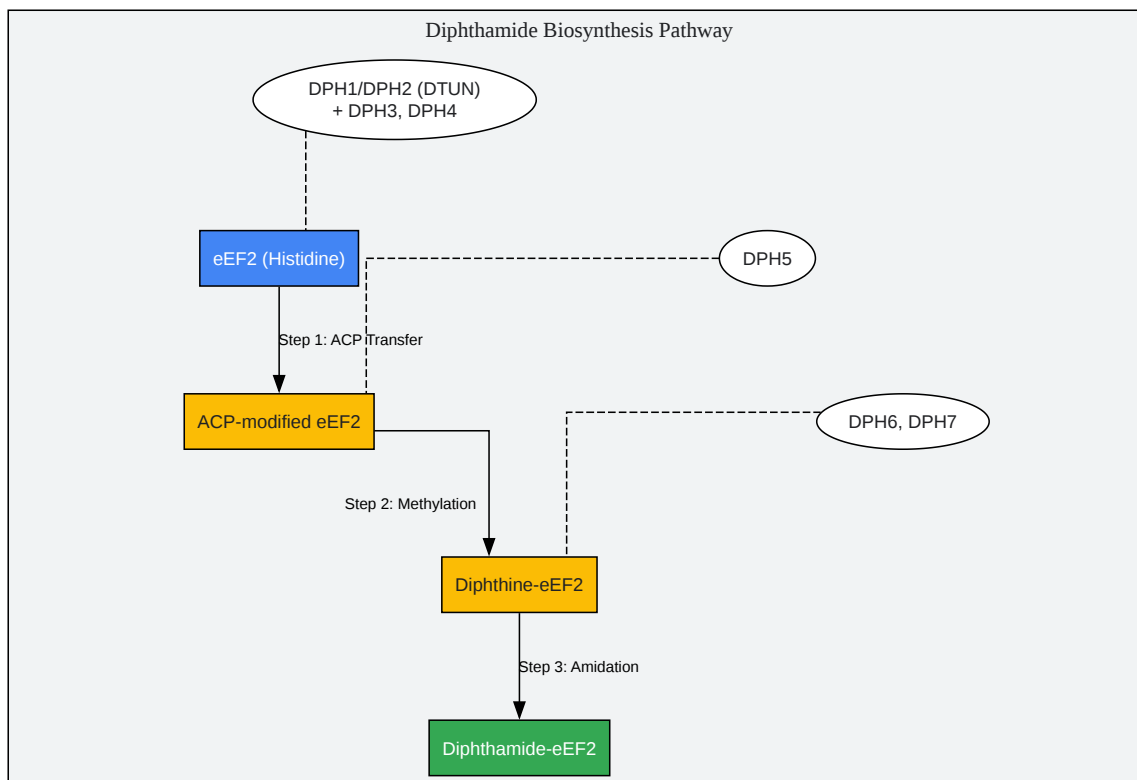 Diphthamide Biosynthesis Pathway
DPH1/DPH2 (DTUN)
+ DPH3, DPH4
eEF2 (Histidine)
DPH5
Step 1: ACP Transfer
ACP-modified eEF2
DPH6, DPH7
Step 2: Methylation
Diphthine-eEF2
Step 3: Amidation
Diphthamide-eEF2